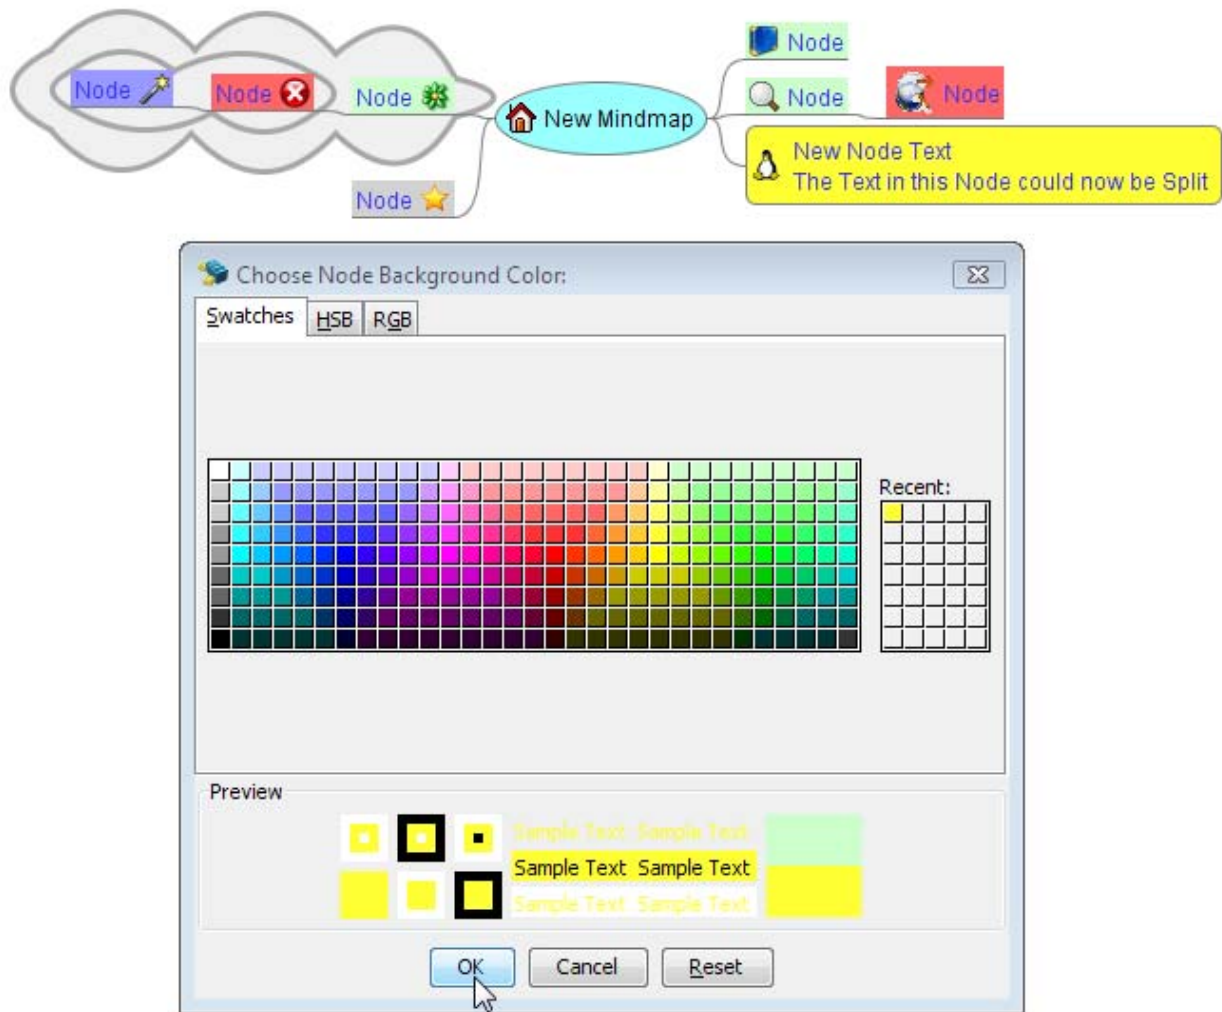 Node
Node
Node
Node
New Mindmap
Node
Node
Node
New Node Text
The Text in this Node could now be Split
Choose Node Background Color:
Swatches HSB RGB
Recent:
Preview
Sample Text Sample Text
Sample Text Sample Text
Sample Text Sample Text
OK Cancel Reset